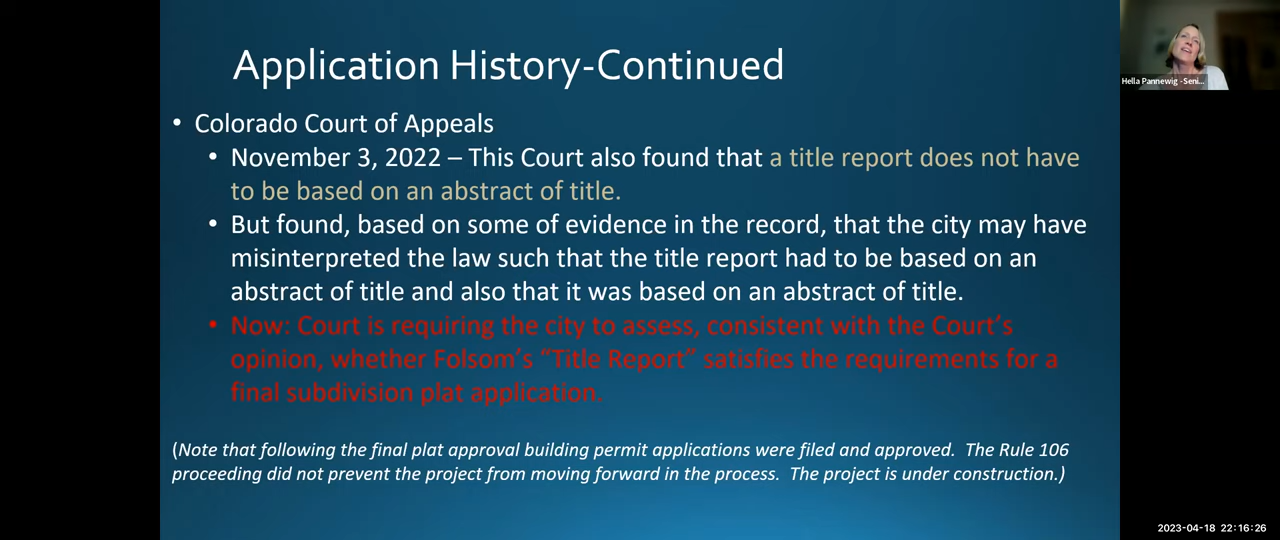 Application History-Continued
Hella Pannewig -Seni...
• Colorado Court of Appeals
• November 3, 2022 – This Court also found that a title report does not have
to be based on an abstract of title.
• But found, based on some of evidence in the record, that the city may have
misinterpreted the law such that the title report had to be based on an
abstract of title and also that it was based on an abstract of title.
• Now: Court is requiring the city to assess, consistent with the Court's
opinion, whether Folsom's “Title Report” satisfies the requirements for a
final subdivision plat application.
(Note that following the final plat approval building permit applications were filed and approved. The Rule 106
proceeding did not prevent the project from moving forward in the process. The project is under construction.)
2023-04-18 22:16:26